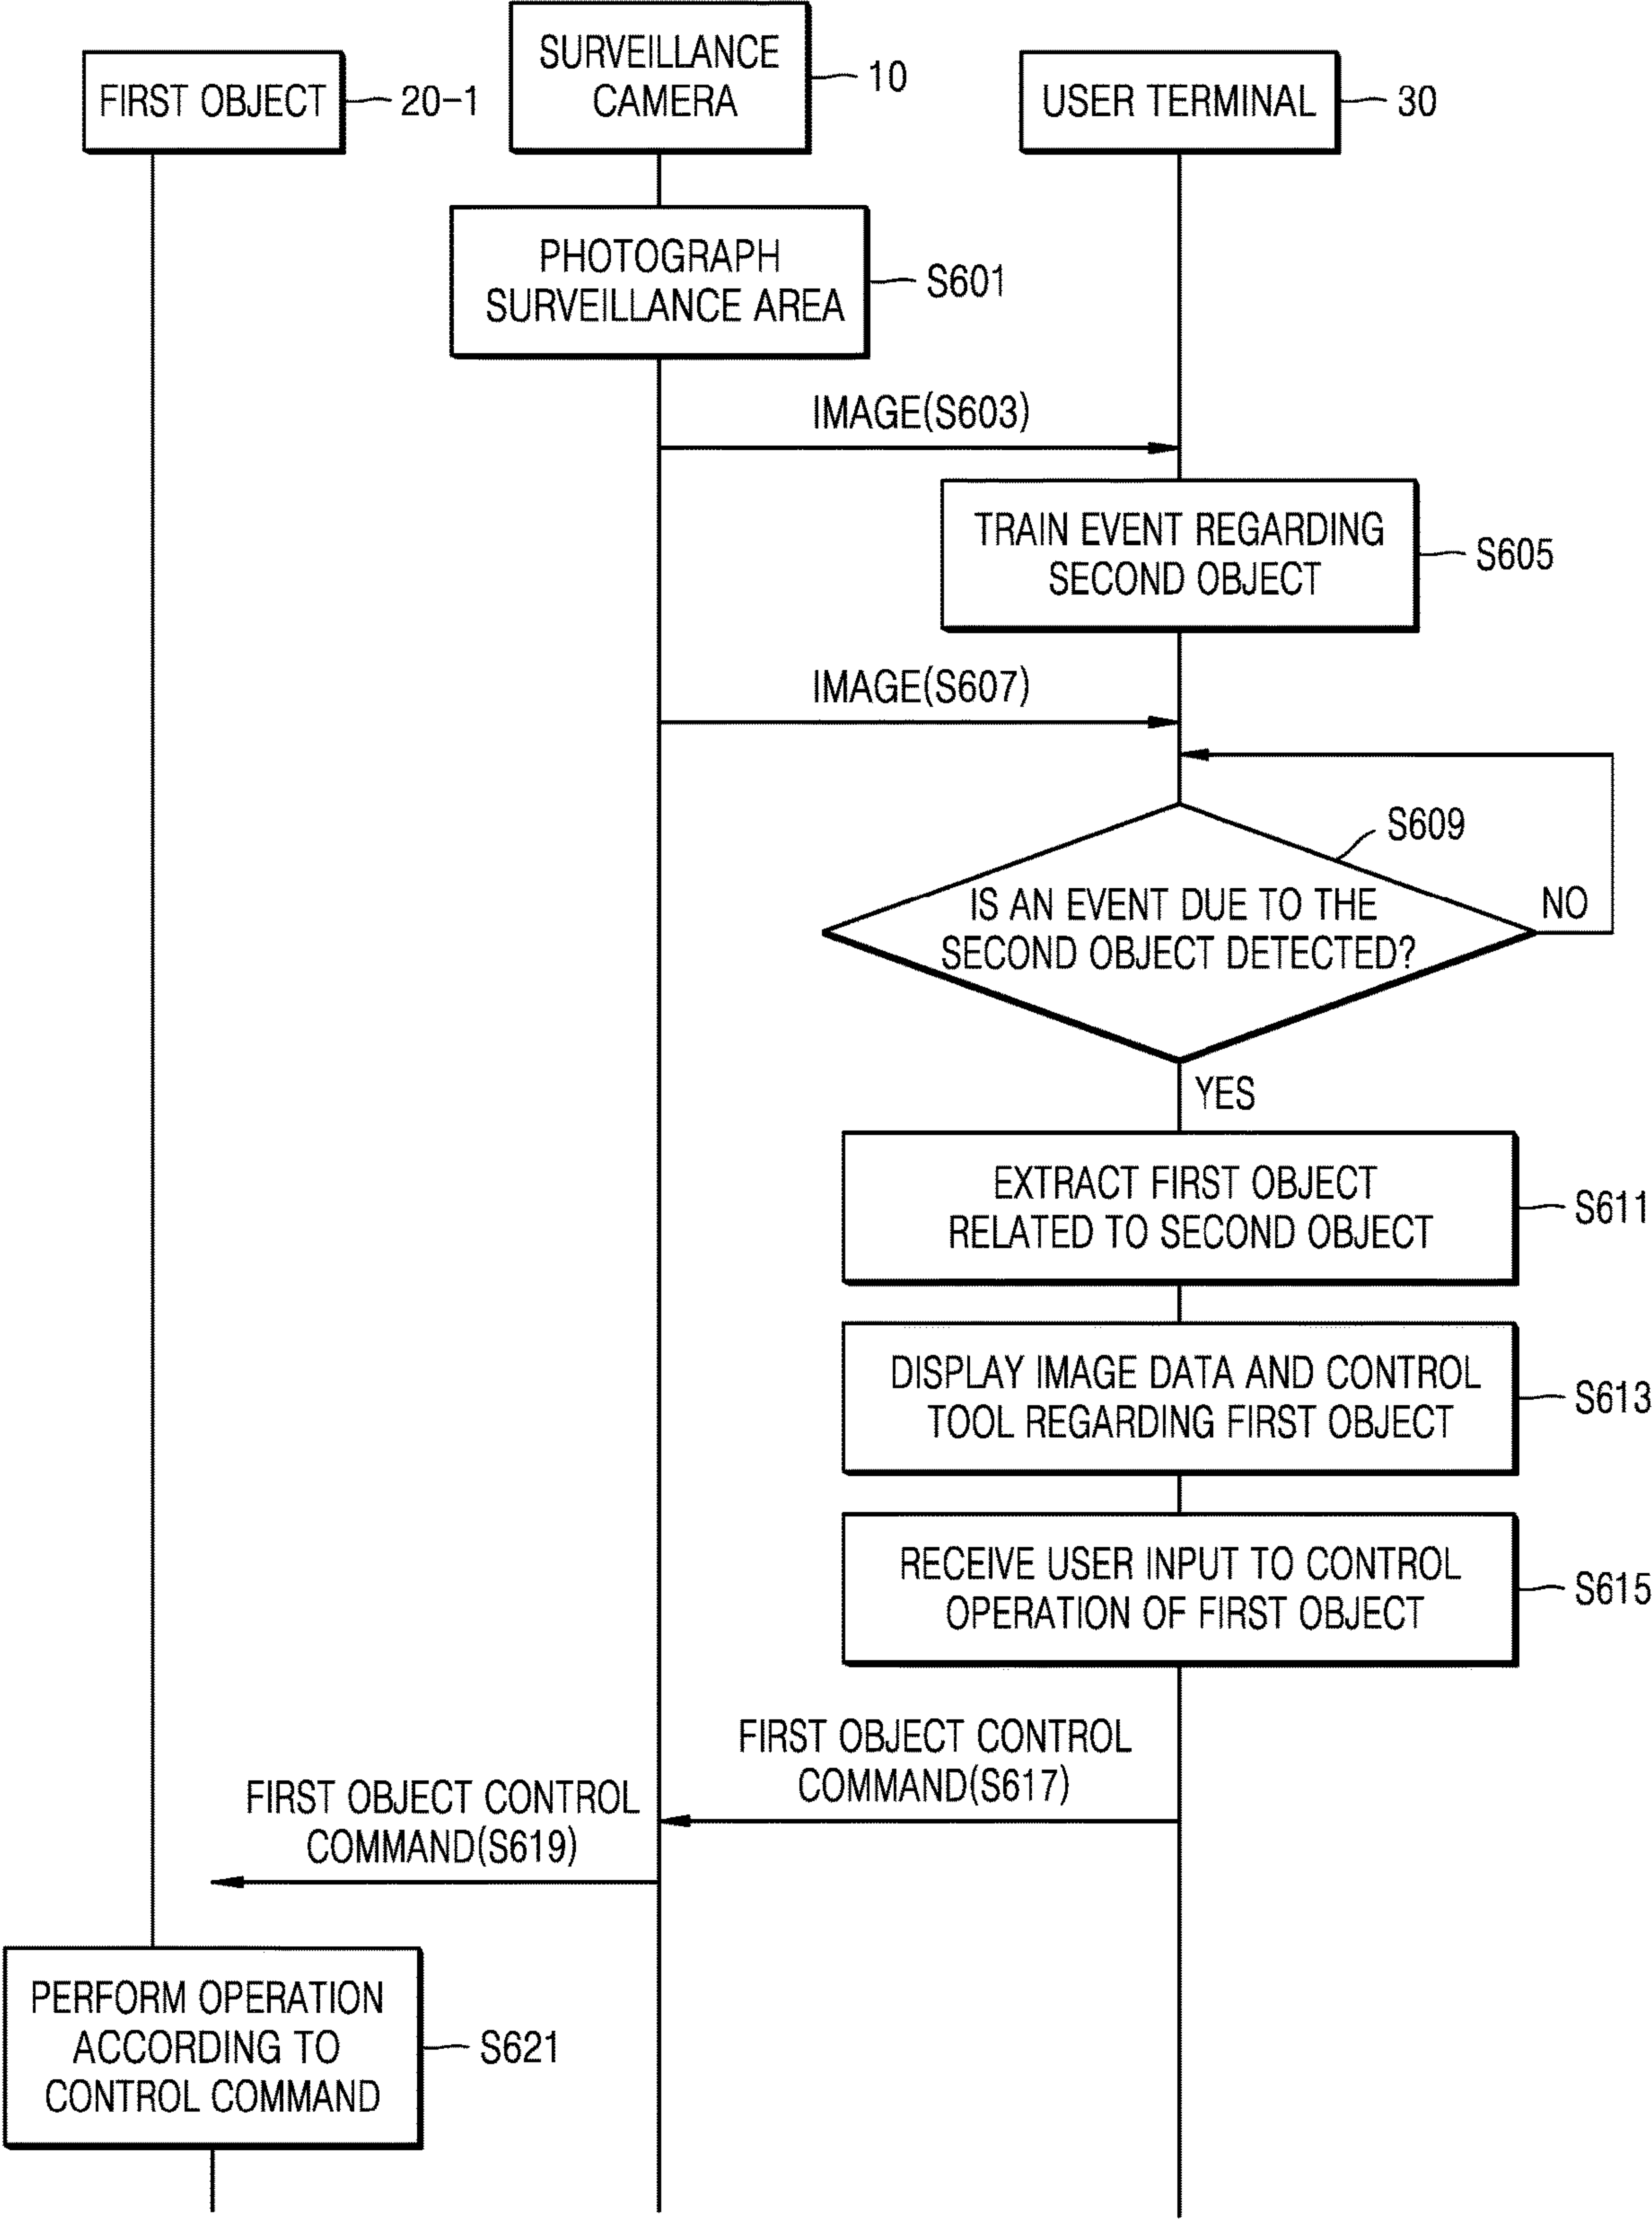 FIRST OBJECT
20-1
SURVEILLANCE
CAMERA
10
USER TERMINAL
30
PHOTOGRAPH
SURVEILLANCE AREA
S601
IMAGE(S603)
TRAIN EVENT REGARDING
SECOND OBJECT
S605
IMAGE(S607)
S609
IS AN EVENT DUE TO THE
SECOND OBJECT DETECTED?
NO
YES
EXTRACT FIRST OBJECT
RELATED TO SECOND OBJECT
S611
DISPLAY IMAGE DATA AND CONTROL
TOOL REGARDING FIRST OBJECT
S613
RECEIVE USER INPUT TO CONTROL
OPERATION OF FIRST OBJECT
S615
FIRST OBJECT CONTROL
COMMAND(S617)
FIRST OBJECT CONTROL
COMMAND(S619)
PERFORM OPERATION
ACCORDING TO
CONTROL COMMAND
S621